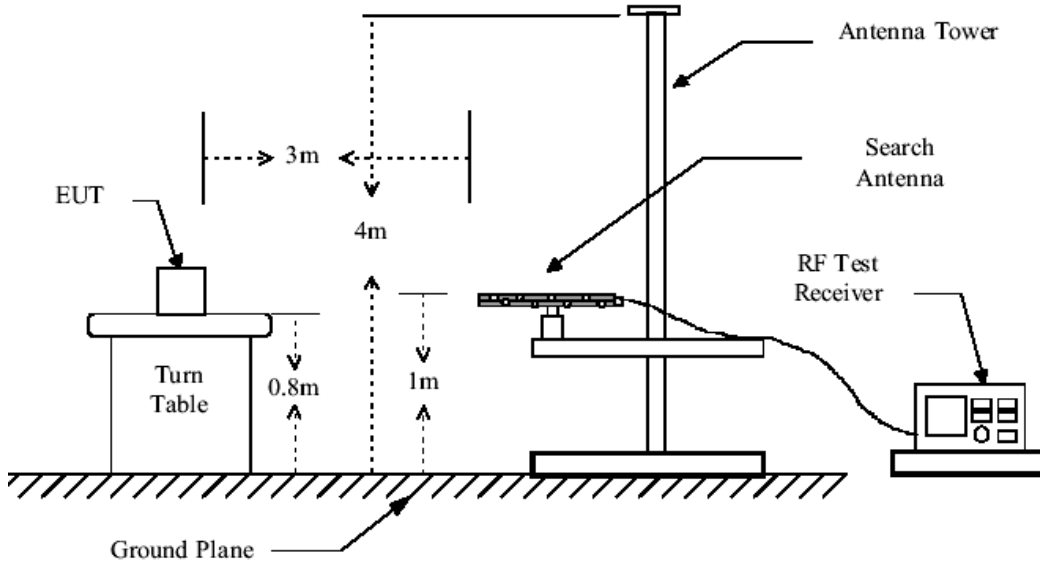 Antenna Tower
3m
Search
Antenna
EUT
4m
RF Test
Receiver
Turn
Table
0.8m
1m
Ground Plane